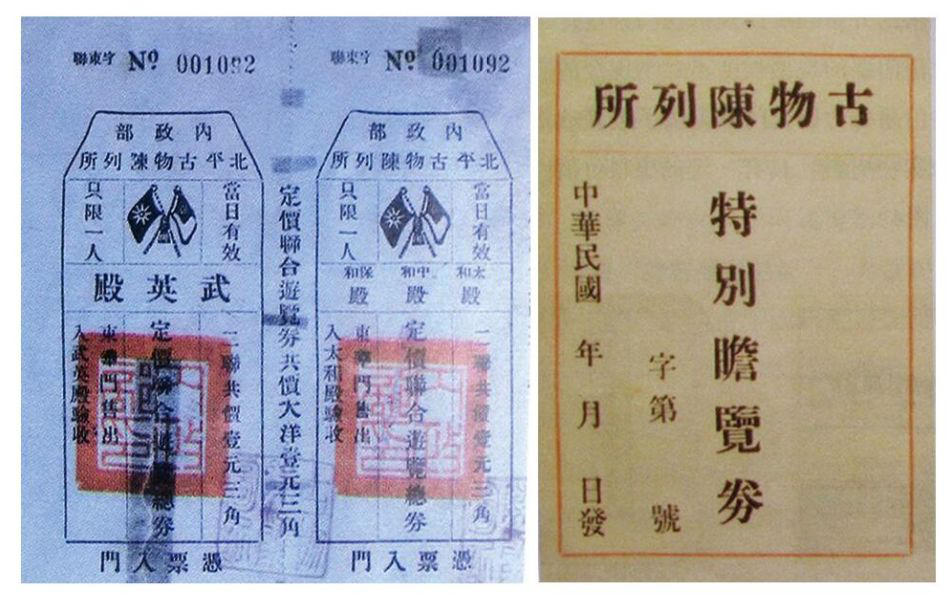 聯東字 № 001092
內政部
北平古物陳列所
當日有效
只限一人
武英殿
二聯共價壹元三角
定價聯合遊覽總券
東華門售出
入武英殿驗收
憑票入門
定價聯合遊覽券共價大洋壹元三角
聯東字 № 001092
內政部
北平古物陳列所
當日有效
只限一人
太和殿 中和殿 保和殿
二聯共價壹元三角
定價聯合遊覽總券
東華門售出
入太和殿驗收
憑票入門
古物陳列所
特別瞻覽券
字第 號
中華民國 年 月 日發